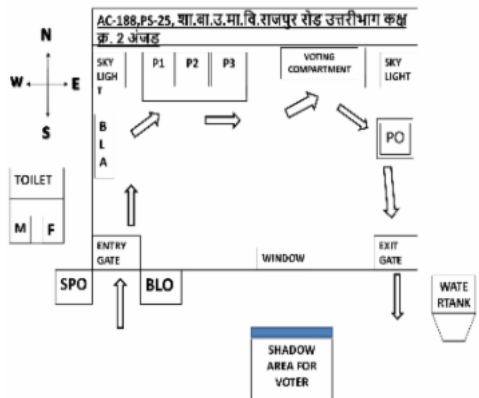 AC-188,PS-25, शा.बा.उ.मा.वि.राजपुर रोड उत्तरीभाग कक्ष
क्र. 2 अंजड़
N
W
E
S
SKY
LIGH
T
P1
P2
P3
VOTING
COMPARTMENT
SKY
LIGHT
B
L
A
PO
TOILET
M
F
ENTRY
GATE
WINDOW
EXIT
GATE
SPO
BLO
WATE
RTANK
SHADOW
AREA FOR
VOTER